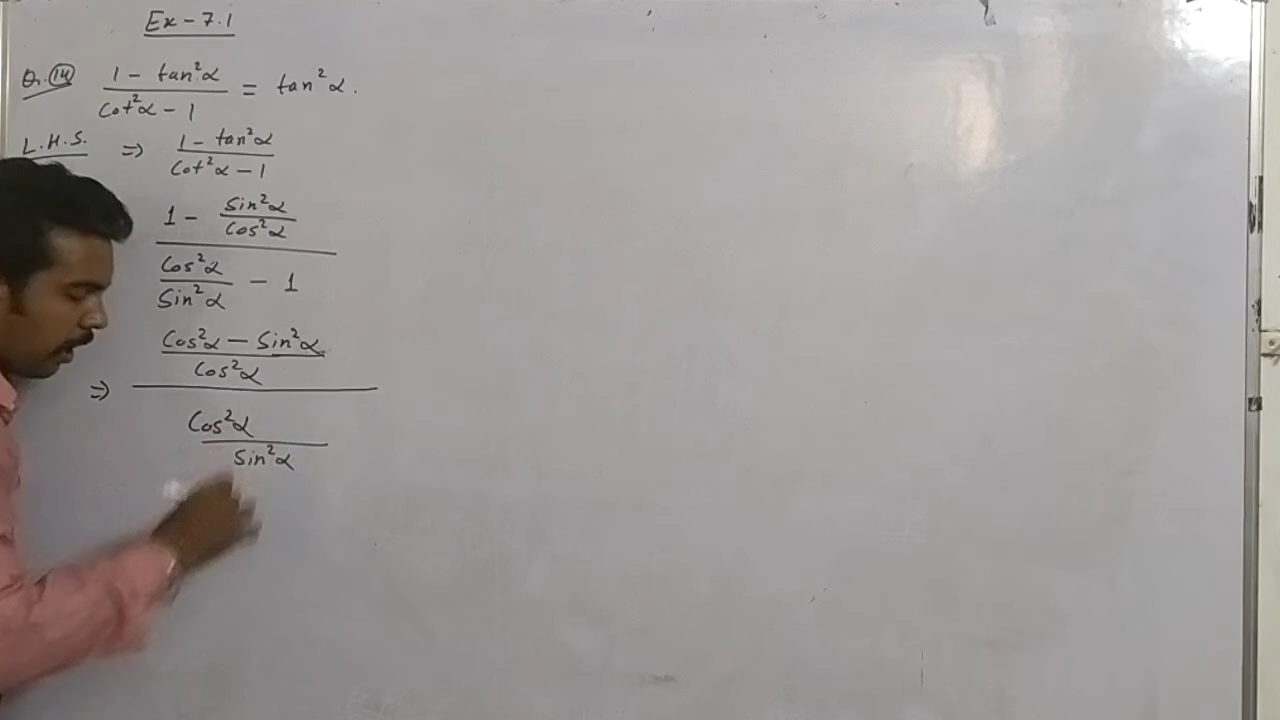 Ex - 7.1
Q. 14 1 - tan²α / Cot²α - 1 = tan²α.
L.H.S. ⇒ 1 - tan²α / Cot²α - 1
1 - Sin²α / Cos²α
Cos²α / Sin²α - 1
Cos²α - Sin²α
Cos²α
⇒
Cos²α
Sin²α